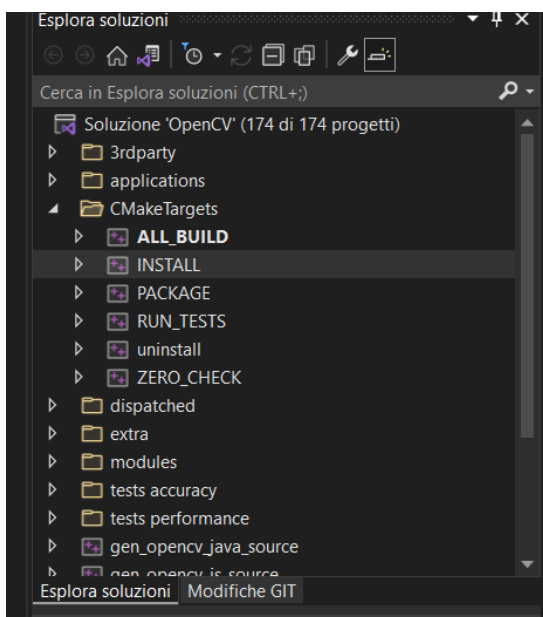 Esplora soluzioni
Cerca in Esplora soluzioni (CTRL+;)
Soluzione 'OpenCV' (174 di 174 progetti)
3rdparty
applications
CMakeTargets
ALL_BUILD
INSTALL
PACKAGE
RUN_TESTS
uninstall
ZERO_CHECK
dispatched
extra
modules
tests accuracy
tests performance
gen_opencv_java_source
gen_opencv_js_source
Esplora soluzioni Modifiche GIT